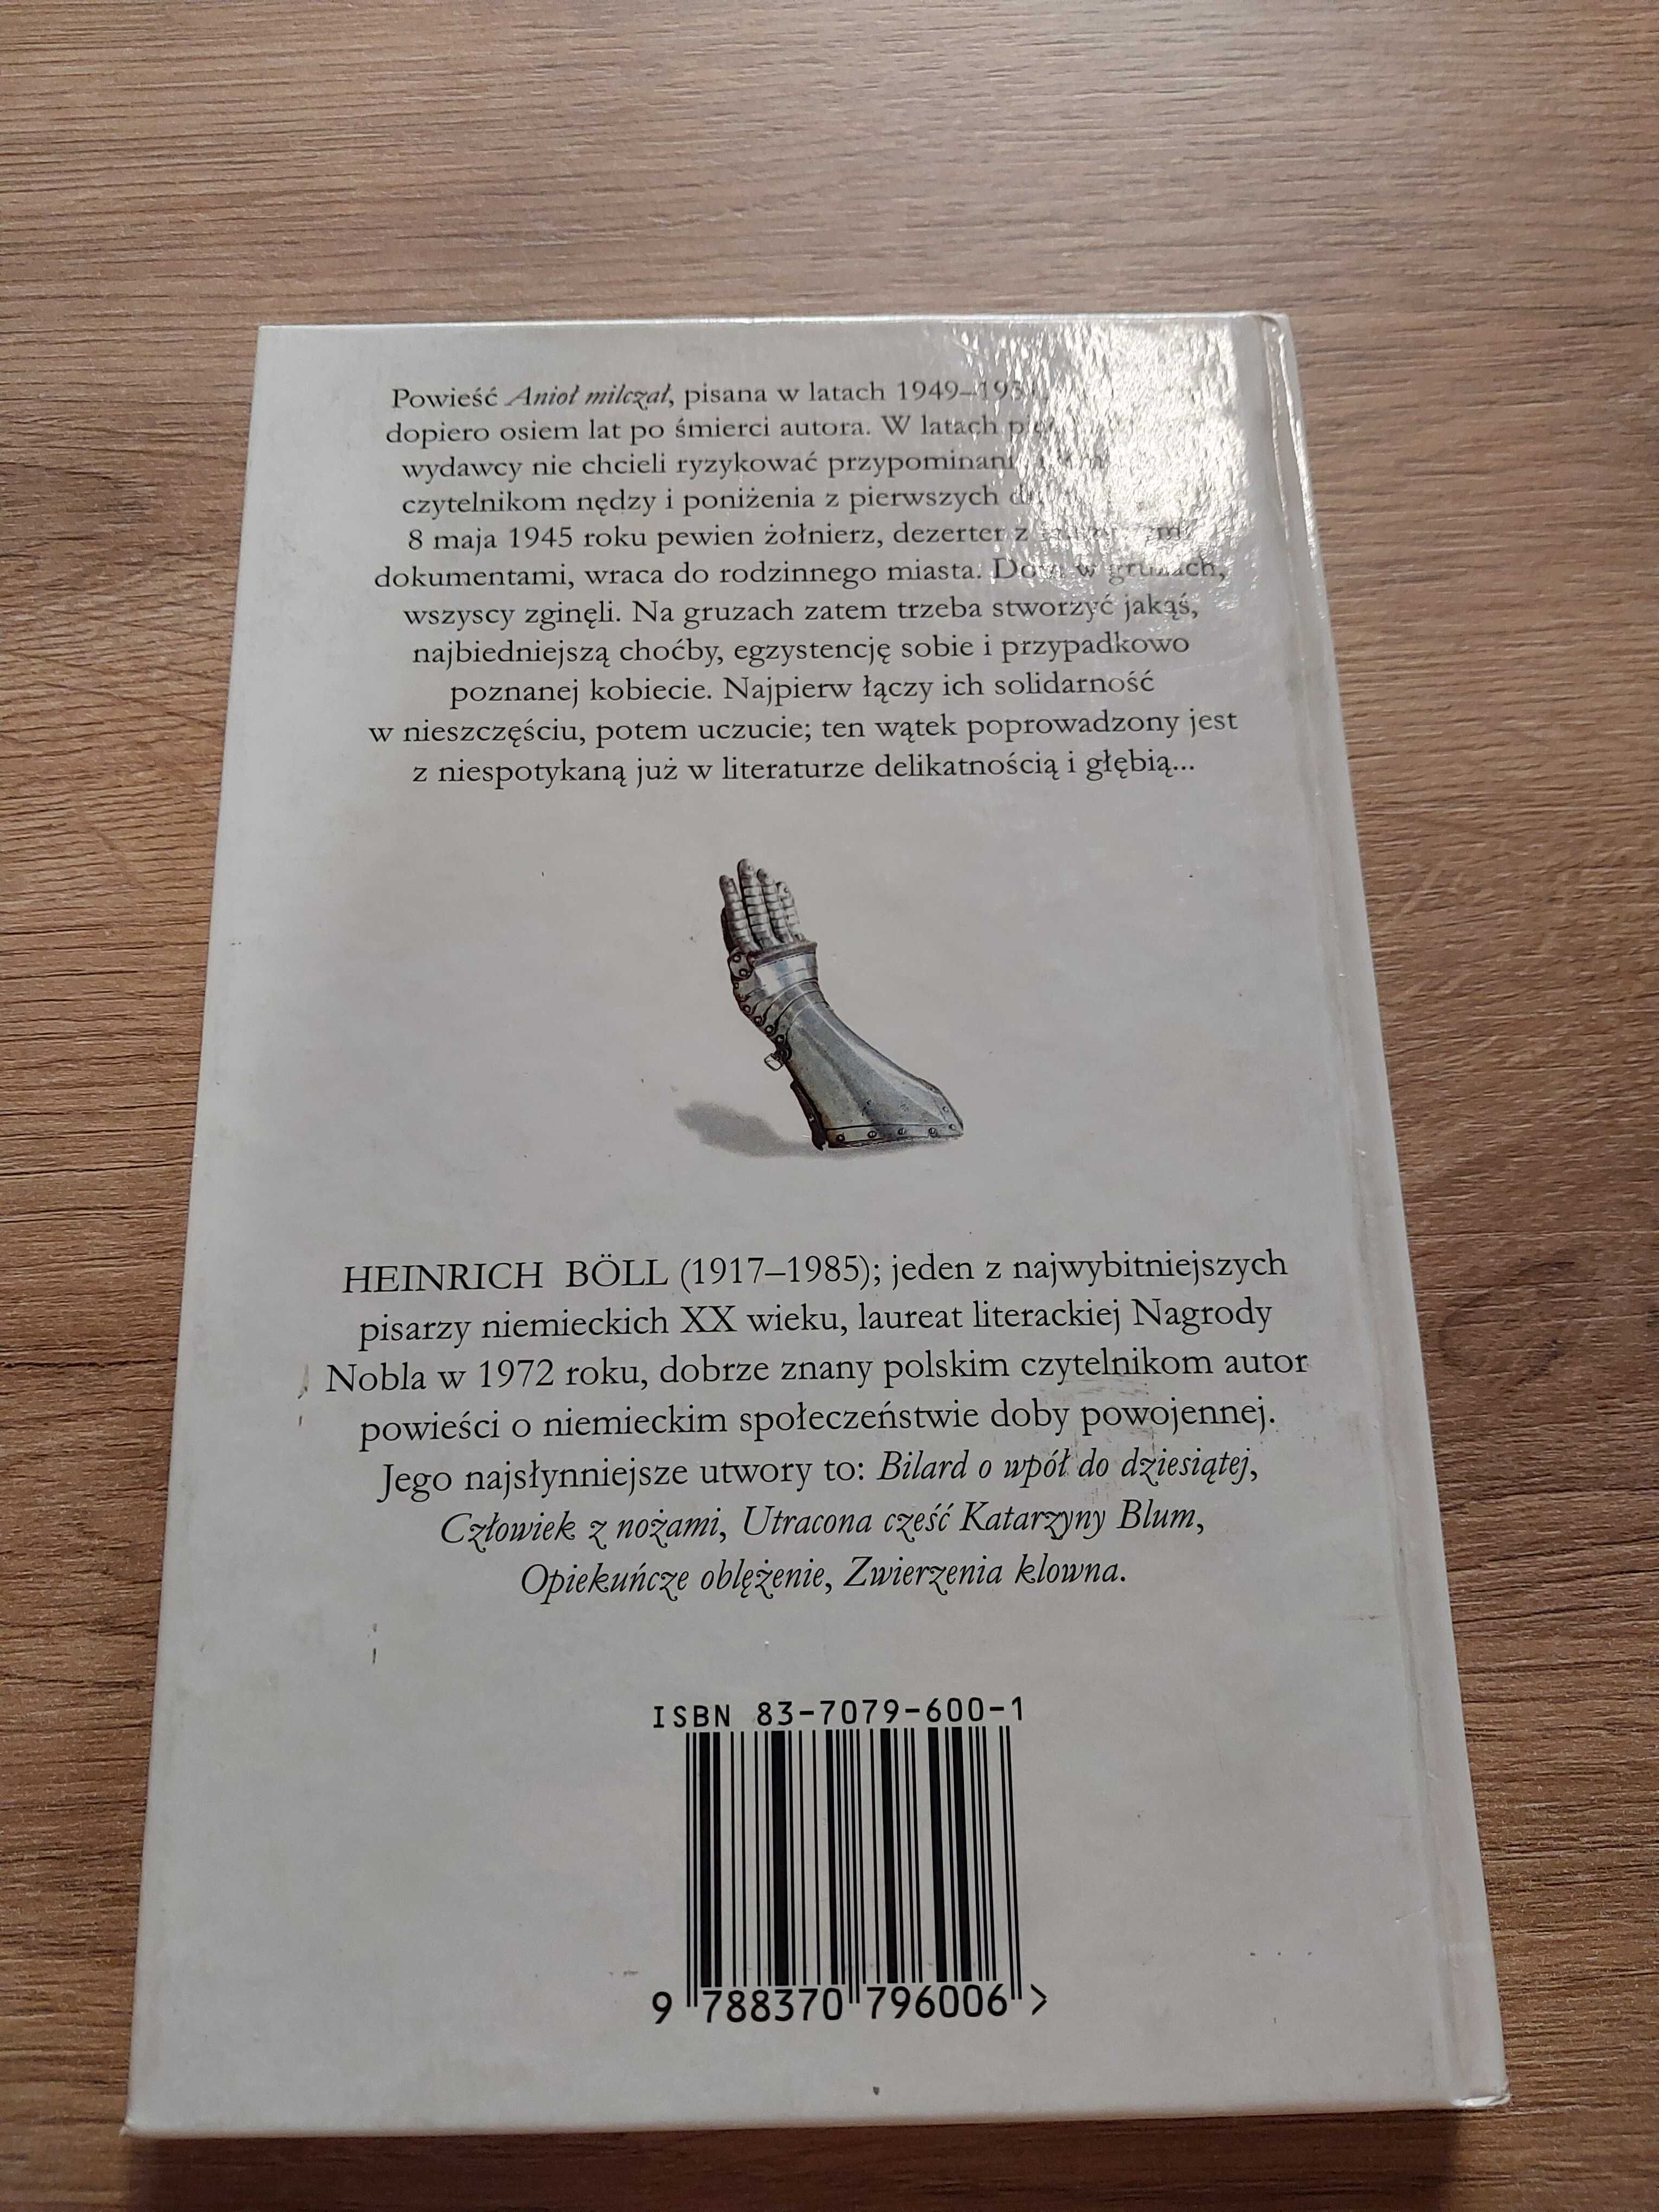 Powieść Anioł milczał, pisana w latach
dopiero osiem lat po śmierci autora. W latach
wydawcy nie chcieli ryzykować
czytelnikom nędzy i poniżenia z pierwszych
8 maja 1945 roku pewien żołnierz, dezerter z
dokumentami, wraca do rodzinnego miasta. Dom w gruzach,
wszyscy zginęli. Na gruzach zatem trzeba stworzyć jakąś,
najbiedniejszą choćby, egzystencję sobie i przypadkowo
poznanej kobiecie. Najpierw łączy ich solidarność
w nieszczęściu, potem uczucie; ten wątek poprowadzony jest
z niespotykaną już w literaturze delikatnością i głębią...
HEINRICH BÖLL (1917–1985); jeden z najwybitniejszych
pisarzy niemieckich XX wieku, laureat literackiej Nagrody
Nobla w 1972 roku, dobrze znany polskim czytelnikom autor
powieści o niemieckim społeczeństwie doby powojennej.
Jego najsłynniejsze utwory to: Bilard o wpół do dziesiątej,
Człowiek z nożami, Utracona cześć Katarzyny Blum,
Opiekuńcze oblężenie, Zwierzenia klowna.
ISBN 83-7079-600-1
9 788370 796006 >